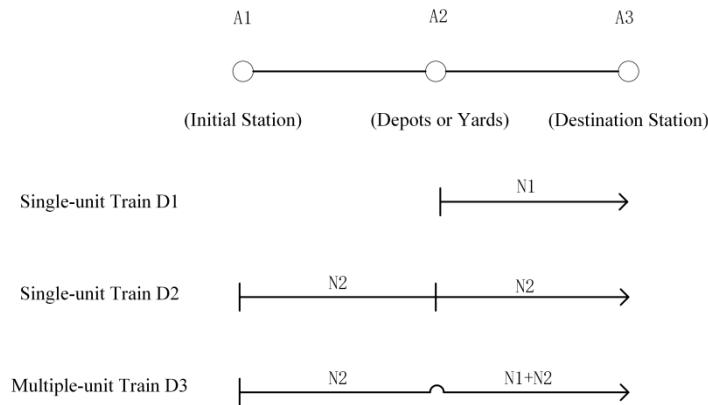 A1 A2 A3
(Initial Station) (Depots or Yards) (Destination Station)
N1
Single-unit Train D1
N2 N2
Single-unit Train D2
N2 N1+N2
Multiple-unit Train D3